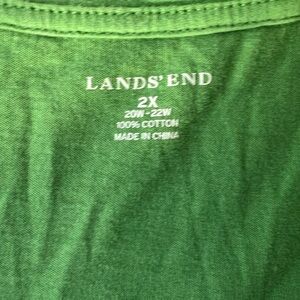 LANDS' END
2X
20W-22W
100% COTTON
MADE IN CHINA